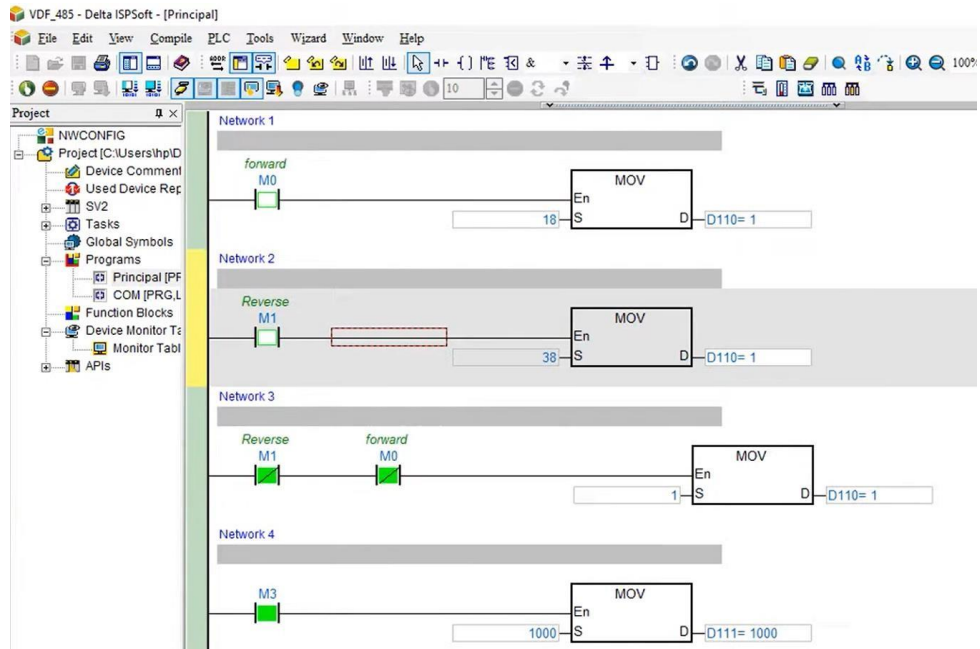 VDF_485 - Delta ISPSoft - [Principal]
File Edit View Compile PLC Tools Wizard Window Help
10
100%
Project
NWCONFIG
Project [C:\Users\hp\D
Device Comment
Used Device Rep
SV2
Tasks
Global Symbols
Programs
Principal [PF
COM [PRG,L
Function Blocks
Device Monitor Ta
Monitor Tabl
APIs
Network 1
forward
M0
MOV
En
18 S D D110= 1
Network 2
Reverse
M1
MOV
En
38 S D D110= 1
Network 3
Reverse forward
M1 M0
MOV
En
1 S D D110= 1
Network 4
M3
MOV
En
1000 S D D111= 1000